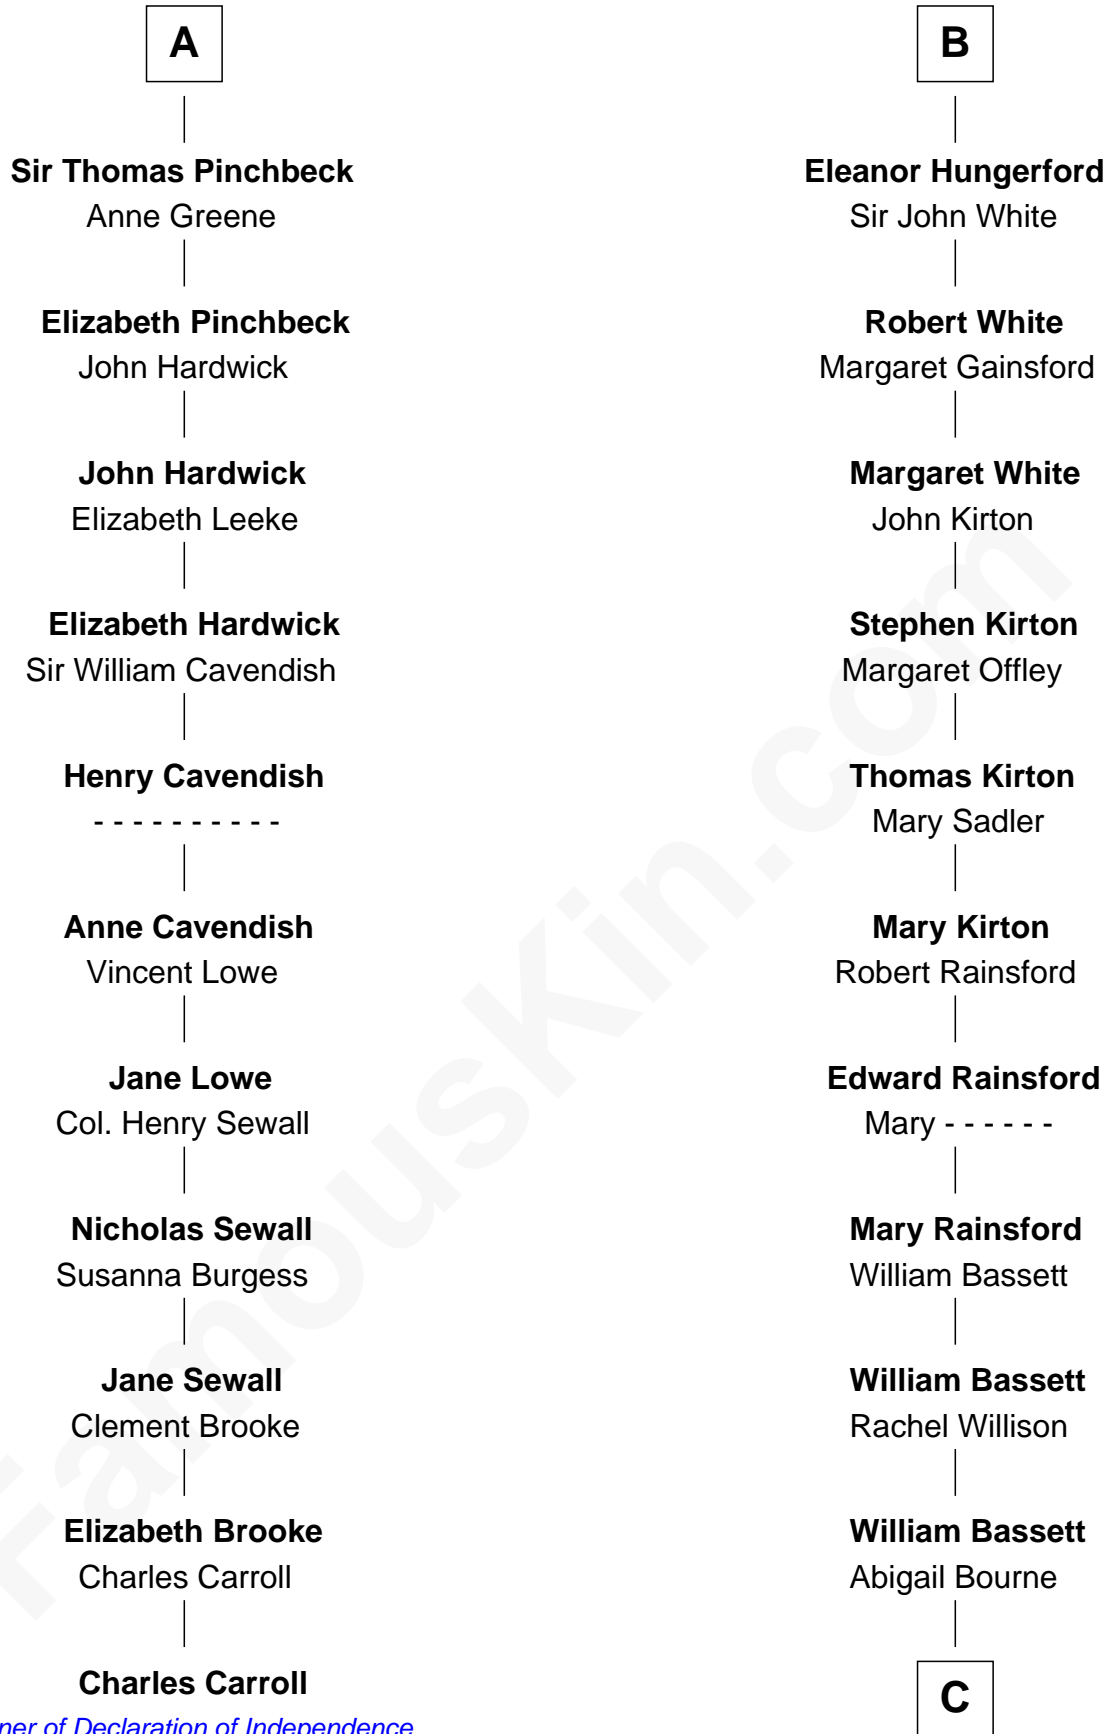 A
Sir Thomas Pinchbeck
Anne Greene
Elizabeth Pinchbeck
John Hardwick
John Hardwick
Elizabeth Leeke
Elizabeth Hardwick
Sir William Cavendish
Henry Cavendish
- - - - - - - - - -
Anne Cavendish
Vincent Lowe
Jane Lowe
Col. Henry Sewall
Nicholas Sewall
Susanna Burgess
Jane Sewall
Clement Brooke
Elizabeth Brooke
Charles Carroll
Charles Carroll
of Declaration of Independence
B
Eleanor Hungerford
Sir John White
Robert White
Margaret Gainsford
Margaret White
John Kirton
Stephen Kirton
Margaret Offley
Thomas Kirton
Mary Sadler
Mary Kirton
Robert Rainsford
Edward Rainsford
Mary - - - - - -
Mary Rainsford
William Bassett
William Bassett
Rachel Willison
William Bassett
Abigail Bourne
C
FamousKin.com